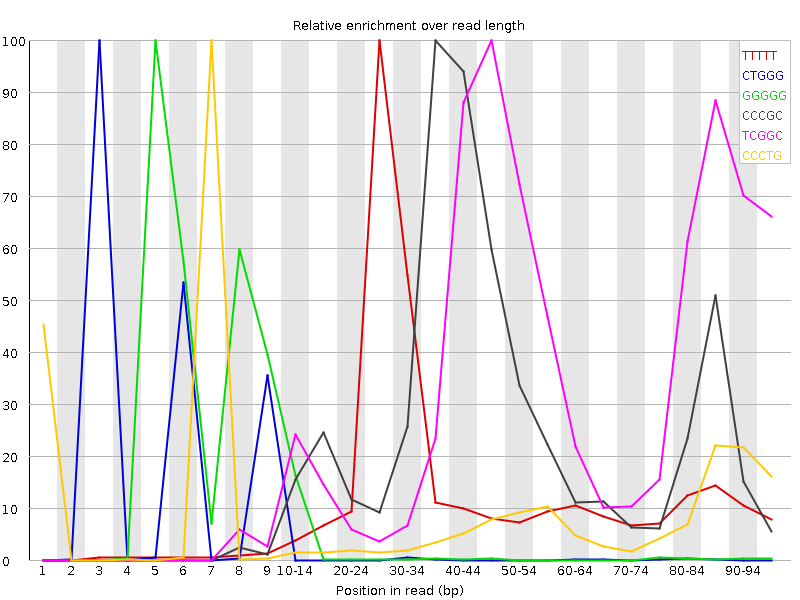 Relative enrichment over read length
100
90
80
70
60
50
40
30
20
10
0
TTTTT
CTGGG
GGGGG
CCCGC
TCGGC
CCCTG
1 2 3 4 5 6 7 8 9 10-14 20-24 30-34 40-44 50-54 60-64 70-74 80-84 90-94
Position in read (bp)